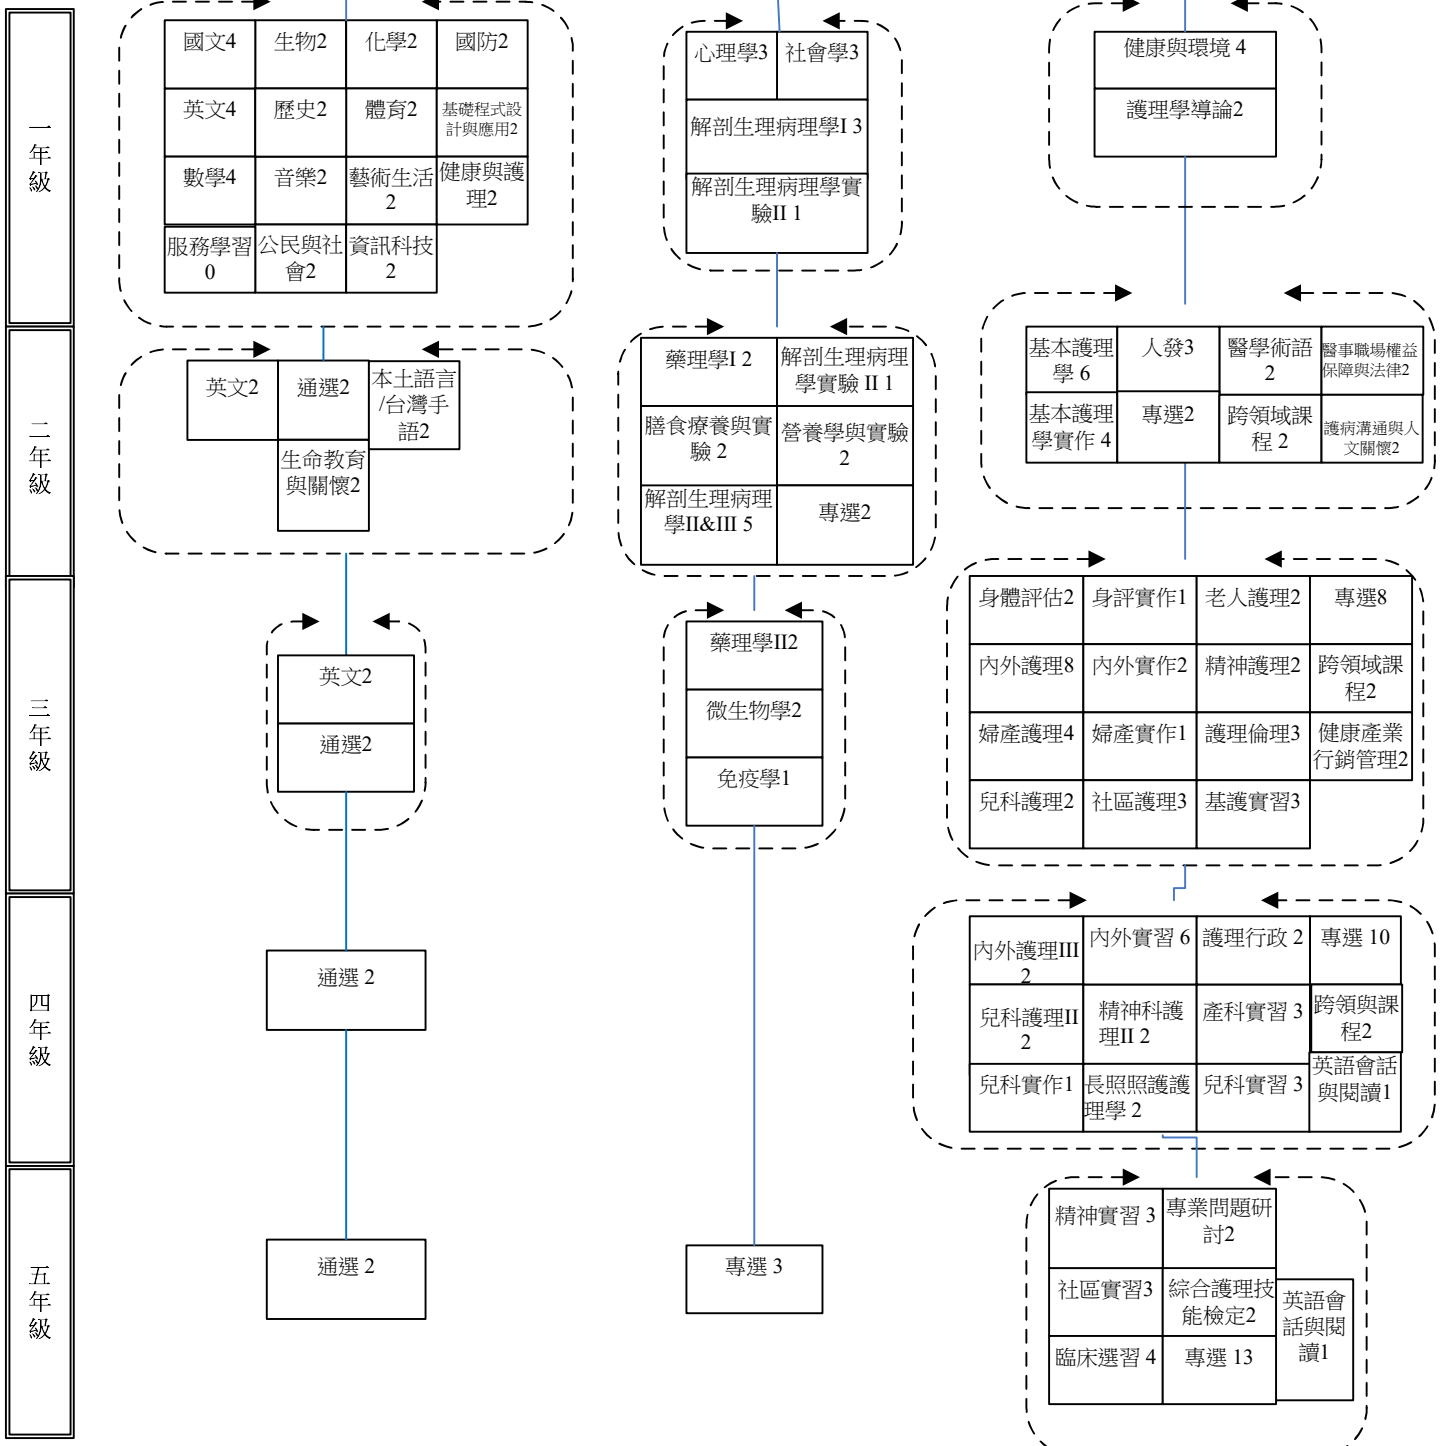 一年級
國文4
生物2
化學2
國防2
英文4
歷史2
體育2
基礎程式設
計與應用2
數學4
音樂2
藝術生活
2
健康與護
理2
服務學習
0
公民與社
會2
資訊科技
2
心理學3
社會學3
解剖生理病理學I 3
解剖生理病理學實
驗II 1
健康與環境 4
護理學導論2
二年級
英文2
通選2
本土語言
/台灣手
語2
生命教育
與關懷2
藥理學I 2
解剖生理病理
學實驗 II 1
膳食療養與實
驗 2
營養學與實驗
2
解剖生理病理
學II&III 5
專選2
基本護理
學 6
人發3
醫學術語
2
醫事職場權益
保障與法律2
基本護理
學實作 4
專選2
跨領域課
程 2
護病溝通與人
文關懷2
三年級
英文2
通選2
藥理學II2
微生物學2
免疫學1
身體評估2
身評實作1
老人護理2
專選8
內外護理8
內外實作2
精神護理2
跨領域課
程2
婦產護理4
婦產實作1
護理倫理3
健康產業
行銷管理2
兒科護理2
社區護理3
基護實習3
四年級
通選 2
內外護理III
2
內外實習 6
護理行政 2
專選 10
兒科護理II
2
精神科護
理II 2
產科實習 3
跨領與課
程2
兒科實作1
長照照護護
理學 2
兒科實習 3
英語會話
與閱讀1
五年級
通選 2
專選 3
精神實習 3
專業問題研
討2
社區實習3
綜合護理技
能檢定2
英語會
話與閱
讀1
臨床選習 4
專選 13